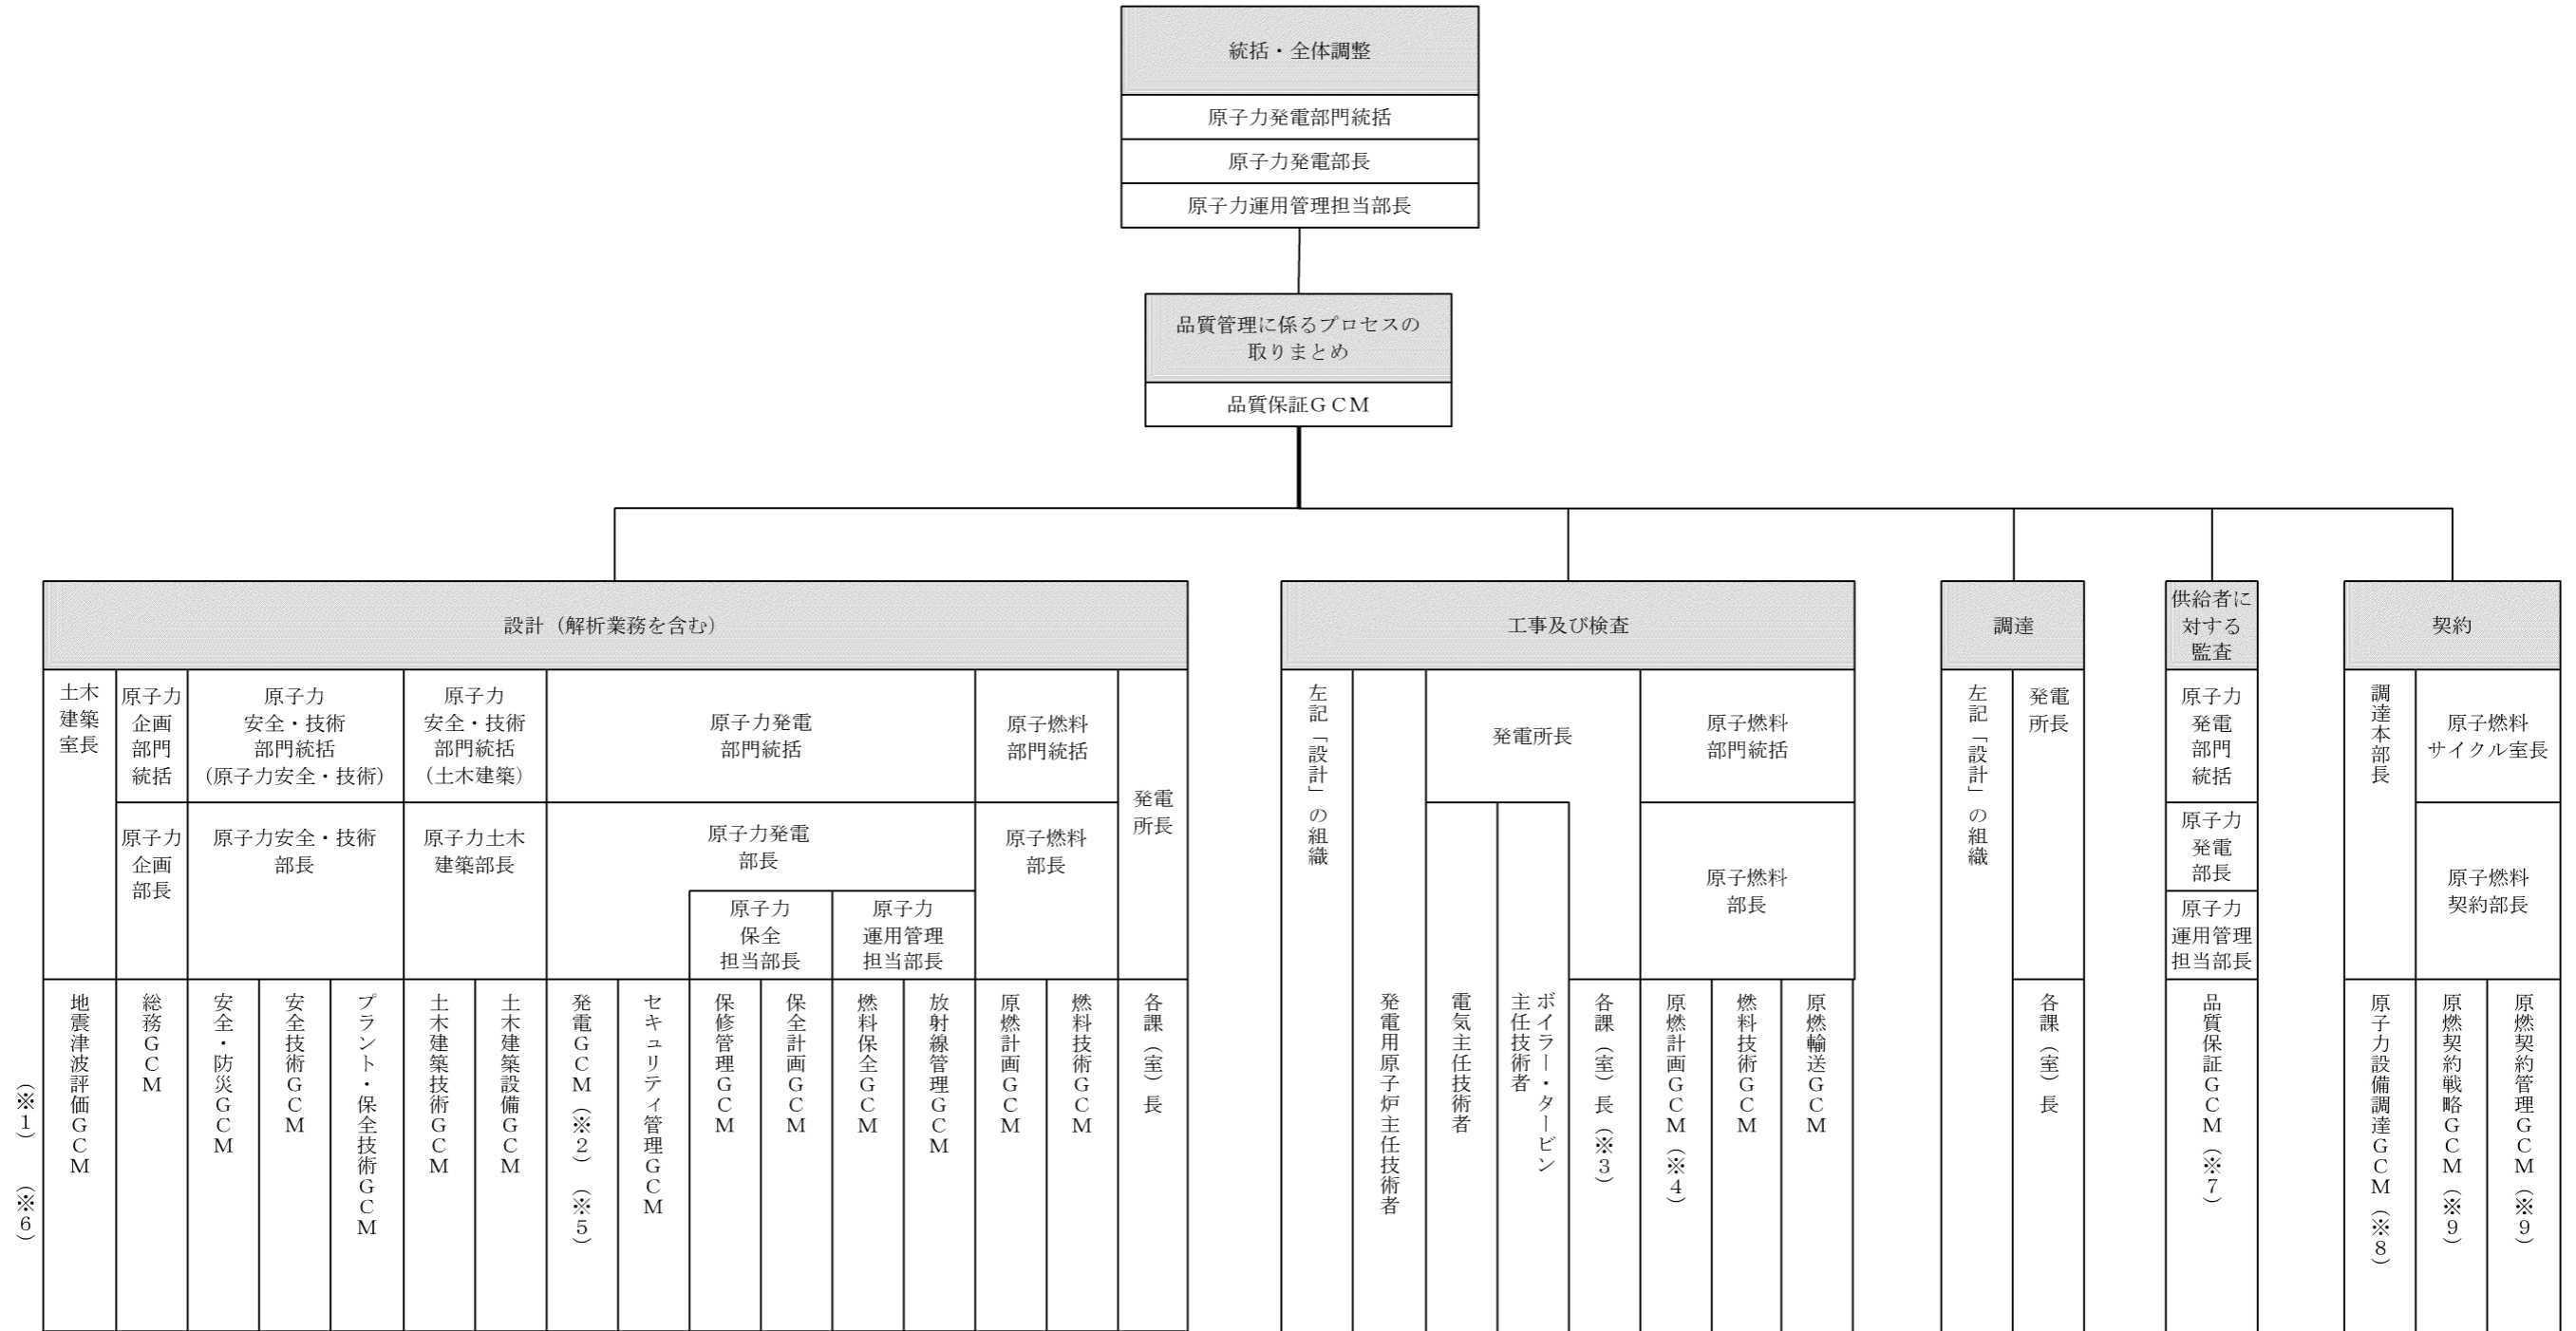 統括・全体調整
原子力発電部門統括
原子力発電部長
原子力運用管理担当部長
品質管理に係るプロセスの
取りまとめ
品質保証ＧＣＭ
設計（解析業務を含む）
土木
建築
室長
原子力
企画
部門
統括
原子力
安全・技術
部門統括
（原子力安全・技術）
原子力
安全・技術
部門統括
（土木建築）
原子力発電
部門統括
原子燃料
部門統括
発電
所長
原子力
企画
部長
原子力安全・技術
部長
原子力土木
建築部長
原子力発電
部長
原子燃料
部長
原子力
保全
担当部長
原子力
運用管理
担当部長
（※１）　（※６）
地震津波評価ＧＣＭ
総務ＧＣＭ
安全・防災ＧＣＭ
安全技術ＧＣＭ
プラント・保全技術ＧＣＭ
土木建築技術ＧＣＭ
土木建築設備ＧＣＭ
発電ＧＣＭ（※２）（※５）
セキュリティ管理ＧＣＭ
保修管理ＧＣＭ
保全計画ＧＣＭ
燃料保全ＧＣＭ
放射線管理ＧＣＭ
原燃計画ＧＣＭ
燃料技術ＧＣＭ
各課（室）長
工事及び検査
左記「設計」の組織
発電用原子炉主任技術者
発電所長
電気主任技術者
ボイラー・タービン
主任技術者
各課（室）長（※３）
原子燃料
部門統括
原子燃料
部長
原燃計画ＧＣＭ（※４）
燃料技術ＧＣＭ
原燃輸送ＧＣＭ
調達
左記「設計」の組織
発電
所長
各課（室）長
供給者に
対する
監査
原子力
発電
部門
統括
原子力
発電
部長
原子力
運用管理
担当部長
品質保証ＧＣＭ（※７）
契約
調達本部長
原子燃料
サイクル室長
原子燃料
契約部長
原子力設備調達ＧＣＭ（※８）
原燃契約戦略ＧＣＭ（※９）
原燃契約管理ＧＣＭ（※９）